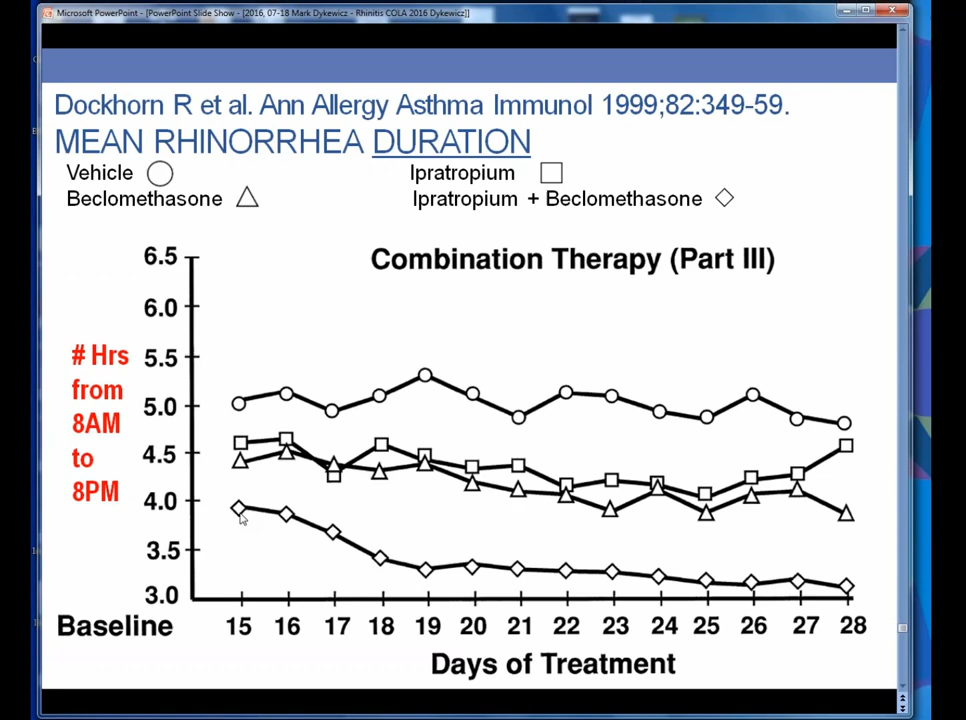 Microsoft PowerPoint - [PowerPoint Slide Show - [2016, 07-18 Mark Dykewicz - Rhinitis COLA 2016 Dykewicz]]
Dockhorn R et al. Ann Allergy Asthma Immunol 1999;82:349-59.
MEAN RHINORRHEA DURATION
Vehicle
Ipratropium
Beclomethasone
Ipratropium + Beclomethasone
Combination Therapy (Part III)
# Hrs
from
8AM
to
8PM
6.5
6.0
5.5
5.0
4.5
4.0
3.5
3.0
Baseline 15 16 17 18 19 20 21 22 23 24 25 26 27 28
Days of Treatment